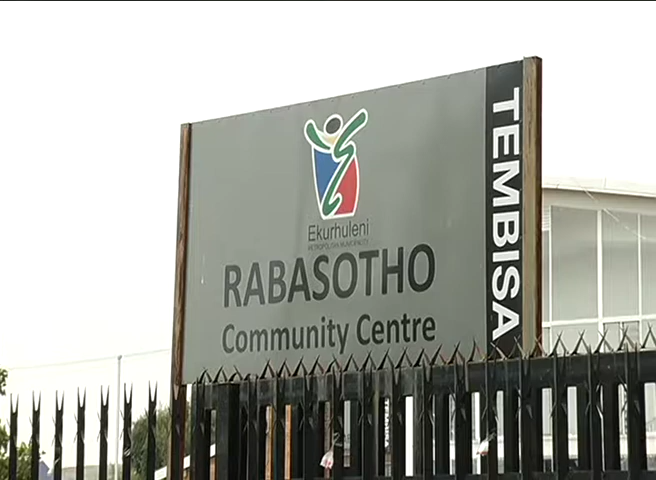 Ekurhuleni
METROPOLITAN MUNICIPALITY
RABASOTHO
Community Centre
TEMBISA